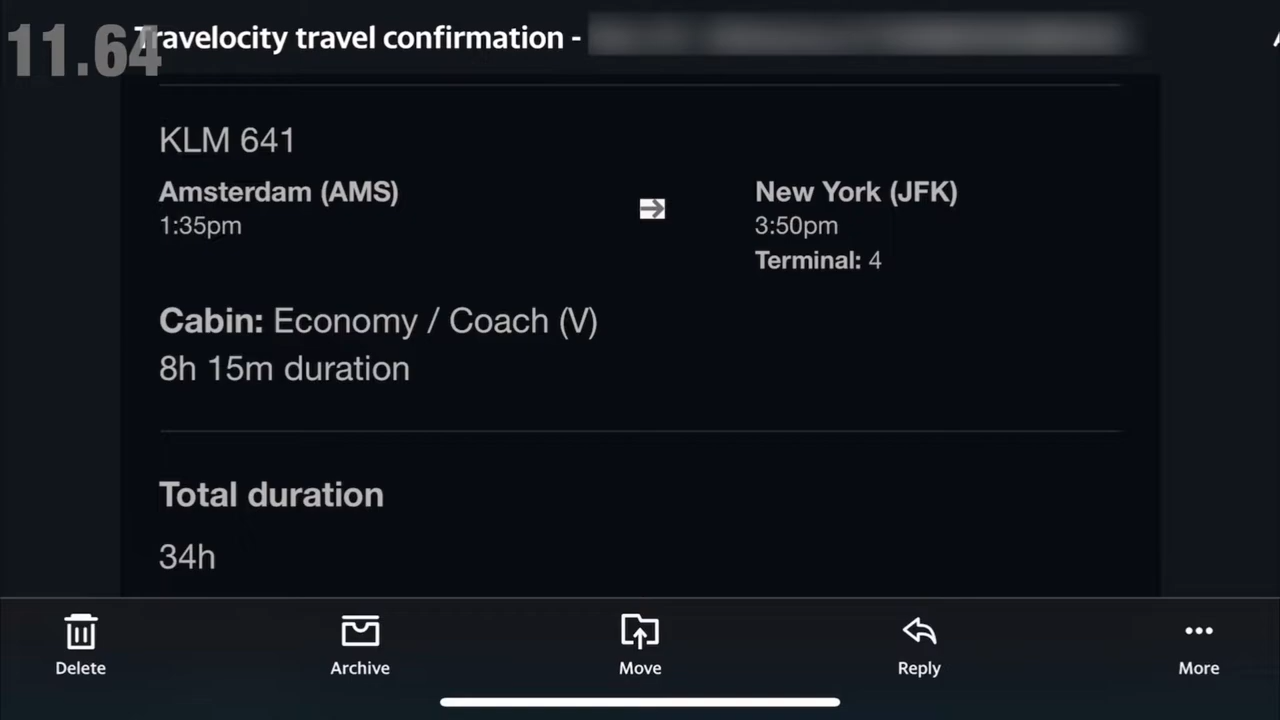 11.64
Travelocity travel confirmation -
KLM 641
Amsterdam (AMS)
1:35pm
New York (JFK)
3:50pm
Terminal: 4
Cabin: Economy / Coach (V)
8h 15m duration
Total duration
34h
Delete
Archive
Move
Reply
More